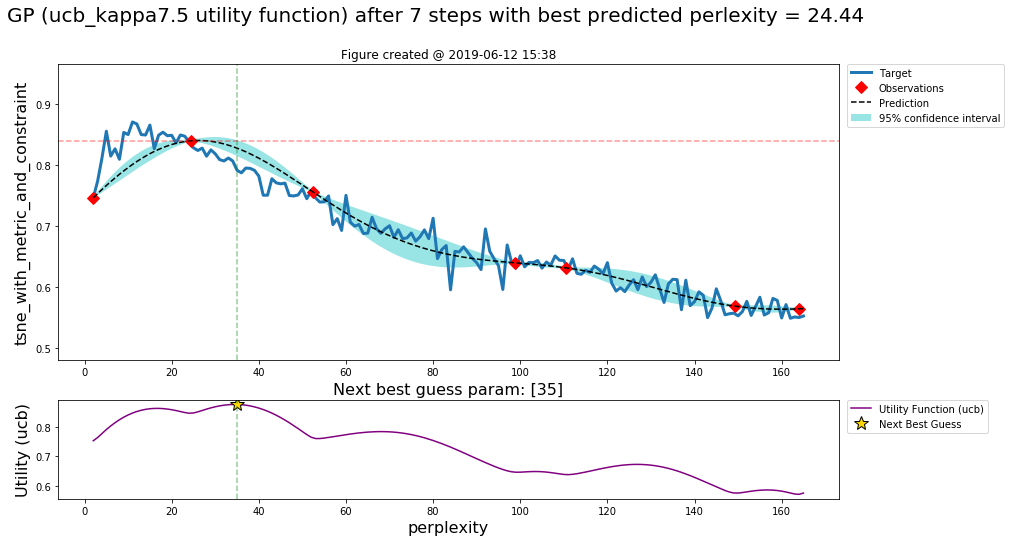 GP (ucb_kappa7.5 utility function) after 7 steps with best predicted perlexity = 24.44
Figure created @ 2019-06-12 15:38
tsne_with_metric_and_constraint
0.9
0.8
0.7
0.6
0.5
0 20 40 60 80 100 120 140 160
Target
Observations
Prediction
95% confidence interval
Next best guess param: [35]
Utility (ucb)
0.8
0.7
0.6
0 20 40 60 80 100 120 140 160
perplexity
Utility Function (ucb)
Next Best Guess